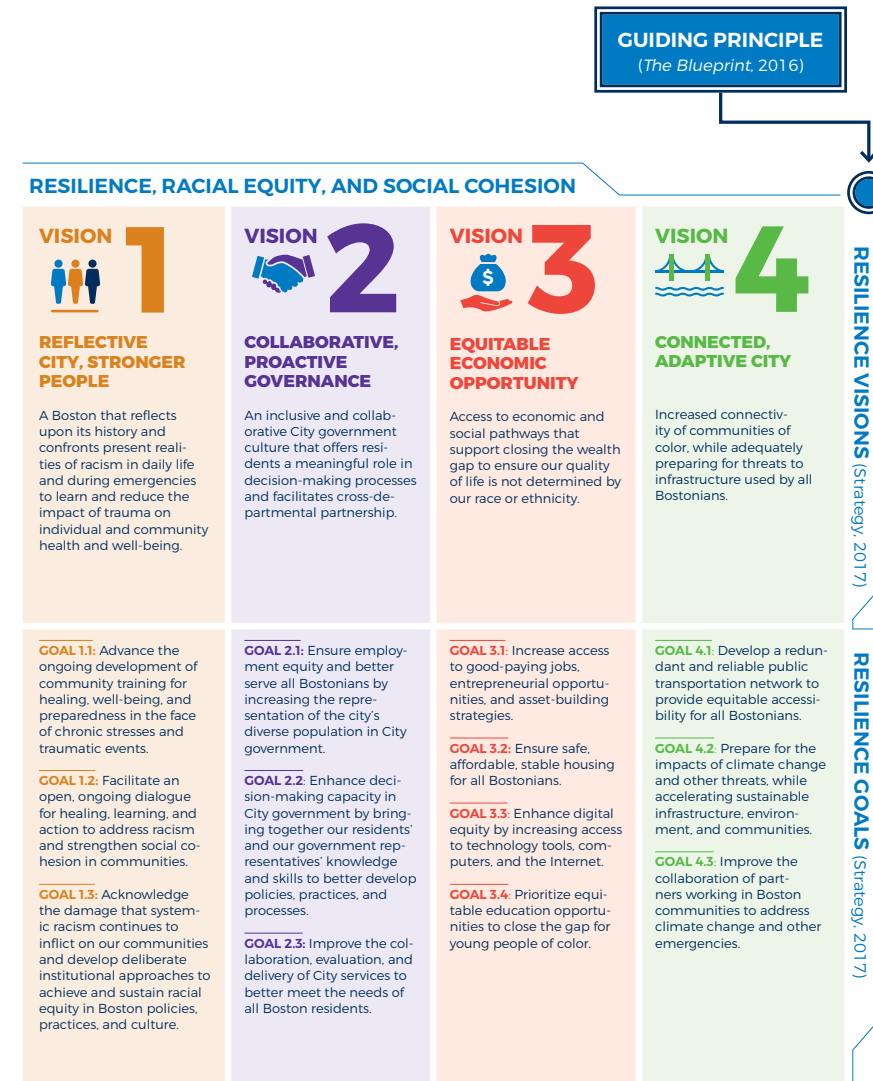 GUIDING PRINCIPLE
(The Blueprint, 2016)
RESILIENCE, RACIAL EQUITY, AND SOCIAL COHESION
VISION 1
REFLECTIVE
CITY, STRONGER
PEOPLE
A Boston that reflects
upon its history and
confronts present reali-
ties of racism in daily life
and during emergencies
to learn and reduce the
impact of trauma on
individual and community
health and well-being.
VISION 2
COLLABORATIVE,
PROACTIVE
GOVERNANCE
An inclusive and collab-
orative City government
culture that offers resi-
dents a meaningful role in
decision-making processes
and facilitates cross-de-
partmental partnership.
VISION 3
$
EQUITABLE
ECONOMIC
OPPORTUNITY
Access to economic and
social pathways that
support closing the wealth
gap to ensure our quality
of life is not determined by
our race or ethnicity.
VISION 4
CONNECTED,
ADAPTIVE CITY
Increased connectiv-
ity of communities of
color, while adequately
preparing for threats to
infrastructure used by all
Bostonians.
RESILIENCE VISIONS (Strategy, 2017)
GOAL 1.1: Advance the
ongoing development of
community training for
healing, well-being, and
preparedness in the face
of chronic stresses and
traumatic events.
GOAL 1.2: Facilitate an
open, ongoing dialogue
for healing, learning, and
action to address racism
and strengthen social co-
hesion in communities.
GOAL 1.3: Acknowledge
the damage that system-
ic racism continues to
inflict on our communities
and develop deliberate
institutional approaches to
achieve and sustain racial
equity in Boston policies,
practices, and culture.
GOAL 2.1: Ensure employ-
ment equity and better
serve all Bostonians by
increasing the repre-
sentation of the city's
diverse population in City
government.
GOAL 2.2: Enhance deci-
sion-making capacity in
City government by bring-
ing together our residents'
and our government rep-
resentatives' knowledge
and skills to better develop
policies, practices, and
processes.
GOAL 2.3: Improve the col-
laboration, evaluation, and
delivery of City services to
better meet the needs of
all Boston residents.
GOAL 3.1: Increase access
to good-paying jobs,
entrepreneurial opportu-
nities, and asset-building
strategies.
GOAL 3.2: Ensure safe,
affordable, stable housing
for all Bostonians.
GOAL 3.3: Enhance digital
equity by increasing access
to technology tools, com-
puters, and the Internet.
GOAL 3.4: Prioritize equi-
table education opportu-
nities to close the gap for
young people of color.
GOAL 4.1: Develop a redun-
dant and reliable public
transportation network to
provide equitable accessi-
bility for all Bostonians.
GOAL 4.2: Prepare for the
impacts of climate change
and other threats, while
accelerating sustainable
infrastructure, environ-
ment, and communities.
GOAL 4.3: Improve the
collaboration of part-
ners working in Boston
communities to address
climate change and other
emergencies.
RESILIENCE GOALS (Strategy, 2017)